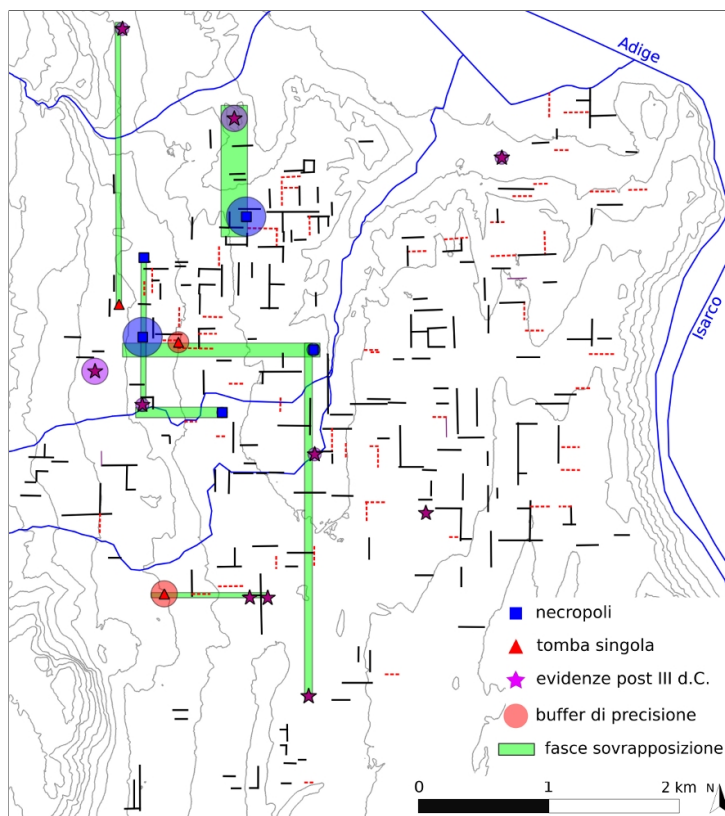 Adige
Isarco
necropoli
tomba singola
evidenze post III d.C.
buffer di precisione
fasce sovrapposizione
0 1 2 km N